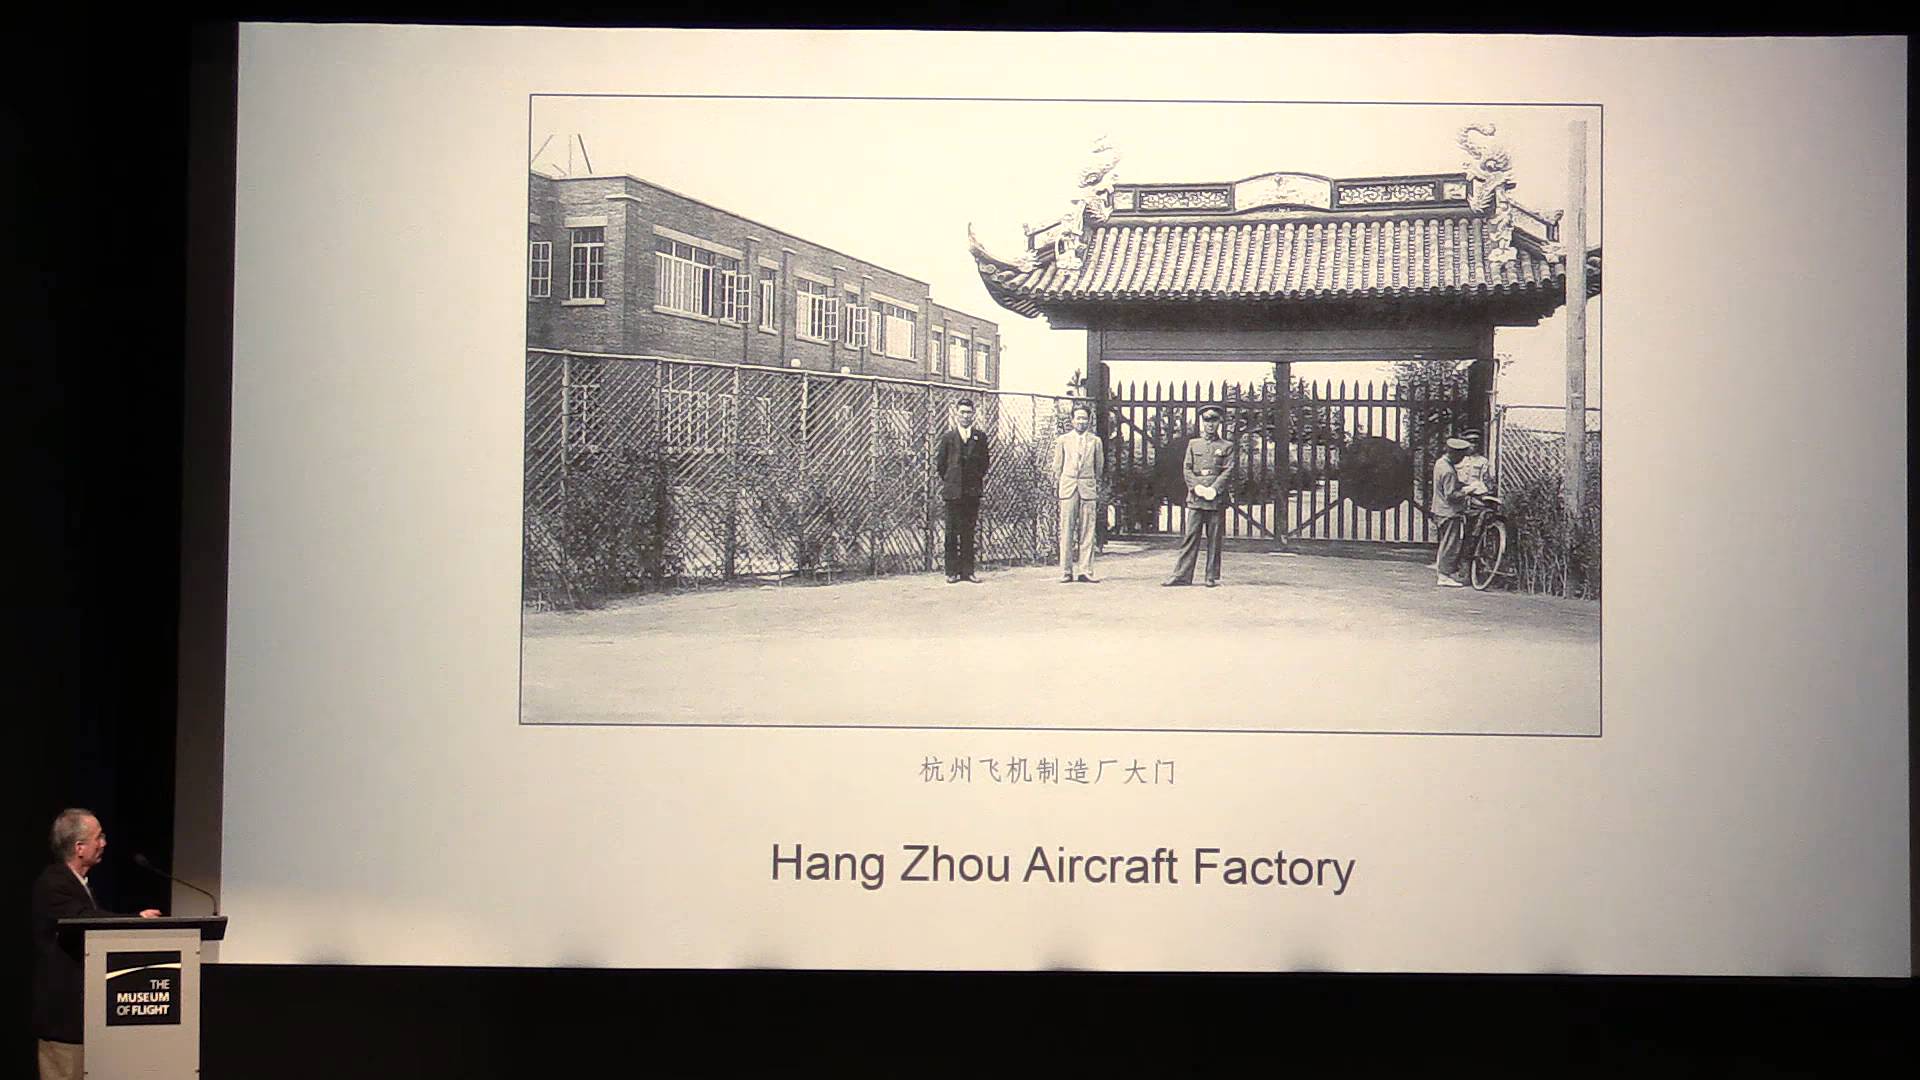 杭州飞机制造厂大门
Hang Zhou Aircraft Factory
THE
MUSEUM
OF FLIGHT